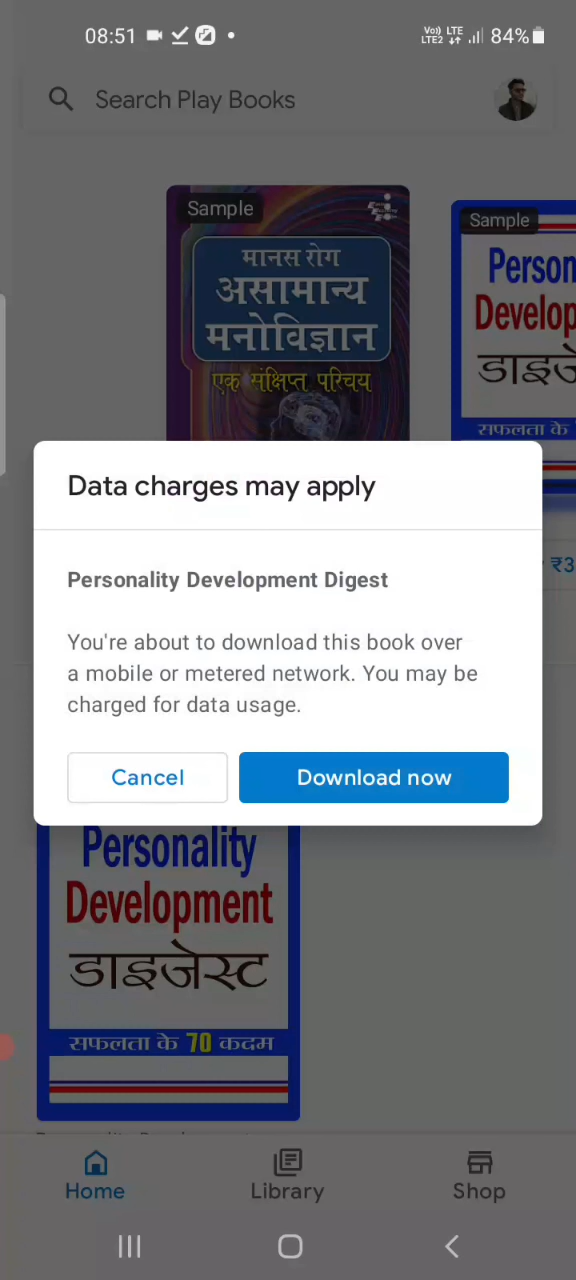 08:51
Vo)) LTE
LTE2
84%
Search Play Books
Sample
मानस रोग
असामान्य
मनोविज्ञान
एक संक्षिप्त परिचय
Sample
Person
Develop
डाइज
सफलता के
₹3
Data charges may apply
Personality Development Digest
You're about to download this book over
a mobile or metered network. You may be
charged for data usage.
Cancel
Download now
Personality
Development
डाइजेस्ट
सफलता के 70 कदम
Home
Library
Shop